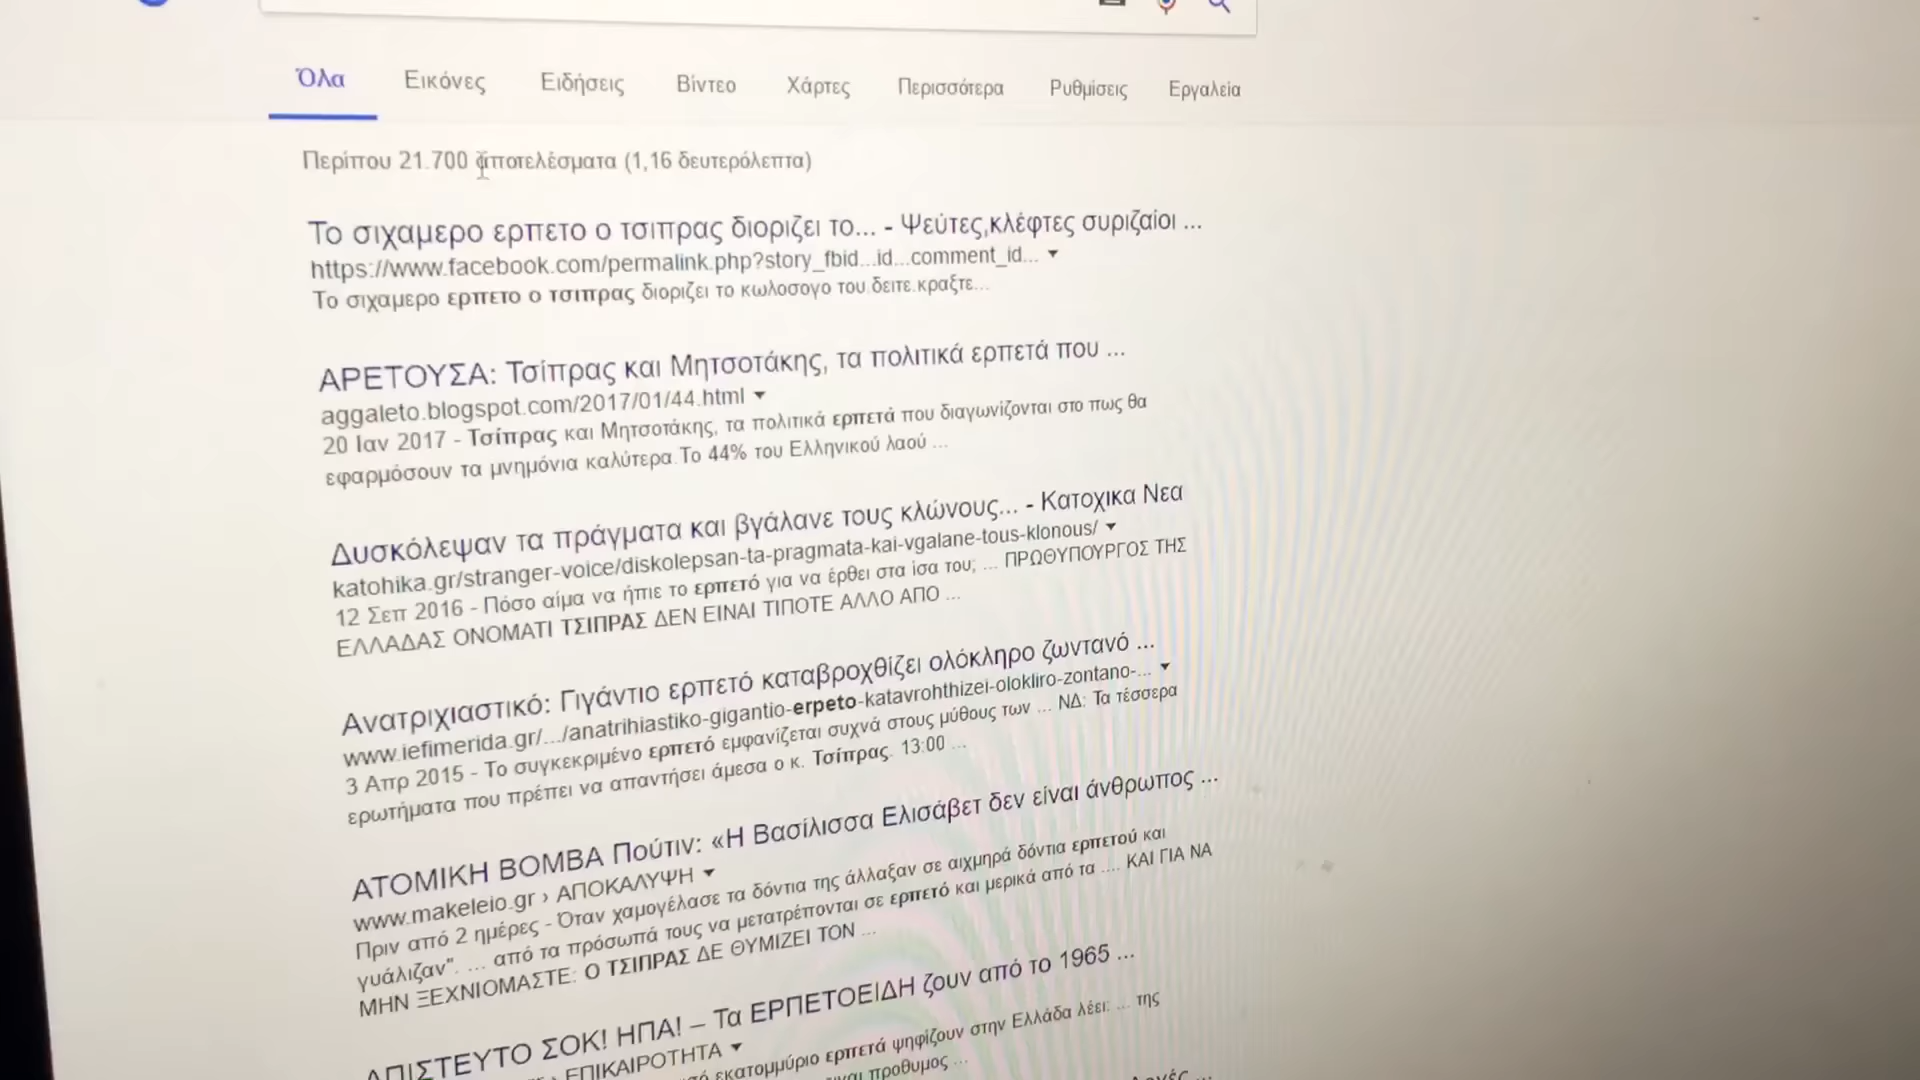 Όλα Εικόνες Ειδήσεις Βίντεο Χάρτες Περισσότερα Ρυθμίσεις Εργαλεία
Περίπου 21.700 αποτελέσματα (1,16 δευτερόλεπτα)
Το σιχαμερο ερπετο ο τσιπρας διοριζει το... - Ψεύτες,κλέφτες συριζαίοι ...
https://www.facebook.com/permalink.php?story_fbid...id...comment_id...
Το σιχαμερο ερπετο ο τσιπρας διοριζει το κωλοσογο του.δειτε.κραξτε...
ΑΡΕΤΟΥΣΑ: Τσίπρας και Μητσοτάκης, τα πολιτικά ερπετά που ...
aggaleto.blogspot.com/2017/01/44.html
20 Ιαν 2017 - Τσίπρας και Μητσοτάκης, τα πολιτικά ερπετά που διαγωνίζονται στο πως θα
εφαρμόσουν τα μνημόνια καλύτερα.Το 44% του Ελληνικού λαού ...
Δυσκόλεψαν τα πράγματα και βγάλανε τους κλώνους... - Κατοχικα Νεα
katohika.gr/stranger-voice/diskolepsan-ta-pragmata-kai-vgalane-tous-klonous/
12 Σεπ 2016 - Πόσο αίμα να ήπιε το ερπετό για να έρθει στα ίσα του; ... ΠΡΩΘΥΠΟΥΡΓΟΣ ΤΗΣ
ΕΛΛΑΔΑΣ ΟΝΟΜΑΤΙ ΤΣΙΠΡΑΣ ΔΕΝ ΕΙΝΑΙ ΤΙΠΟΤΕ ΑΛΛΟ ΑΠΟ ...
Ανατριχιαστικό: Γιγάντιο ερπετό καταβροχθίζει ολόκληρο ζωντανό ...
www.iefimerida.gr/.../anatrihiastiko-gigantio-erpeto-katavrohthizei-olokliro-zontano-...
3 Απρ 2015 - Το συγκεκριμένο ερπετό εμφανίζεται συχνά στους μύθους των ... ΝΔ: Τα τέσσερα
ερωτήματα που πρέπει να απαντήσει άμεσα ο κ. Τσίπρας. 13:00 ...
ΑΤΟΜΙΚΗ ΒΟΜΒΑ Πούτιν: «Η Βασίλισσα Ελισάβετ δεν είναι άνθρωπος ...
www.makeleio.gr › ΑΠΟΚΑΛΥΨΗ
Πριν από 2 ημέρες - Όταν χαμογέλασε τα δόντια της άλλαξαν σε αιχμηρά δόντια ερπετού και
γυάλιζαν". ... από τα πρόσωπά τους να μετατρέπονται σε ερπετό και μερικά από τα .... ΚΑΙ ΓΙΑ ΝΑ
ΜΗΝ ΞΕΧΝΙΟΜΑΣΤΕ: Ο ΤΣΙΠΡΑΣ ΔΕ ΘΥΜΙΖΕΙ ΤΟΝ ...
ΑΠΙΣΤΕΥΤΟ ΣΟΚ! ΗΠΑ! – Τα ΕΡΠΕΤΟΕΙΔΗ ζουν από το 1965 ...
ΕΠΙΚΑΙΡΟΤΗΤΑ
εκατομμύριο ερπετά ψηφίζουν στην Ελλάδα λέει: ... της
προθυμος ...